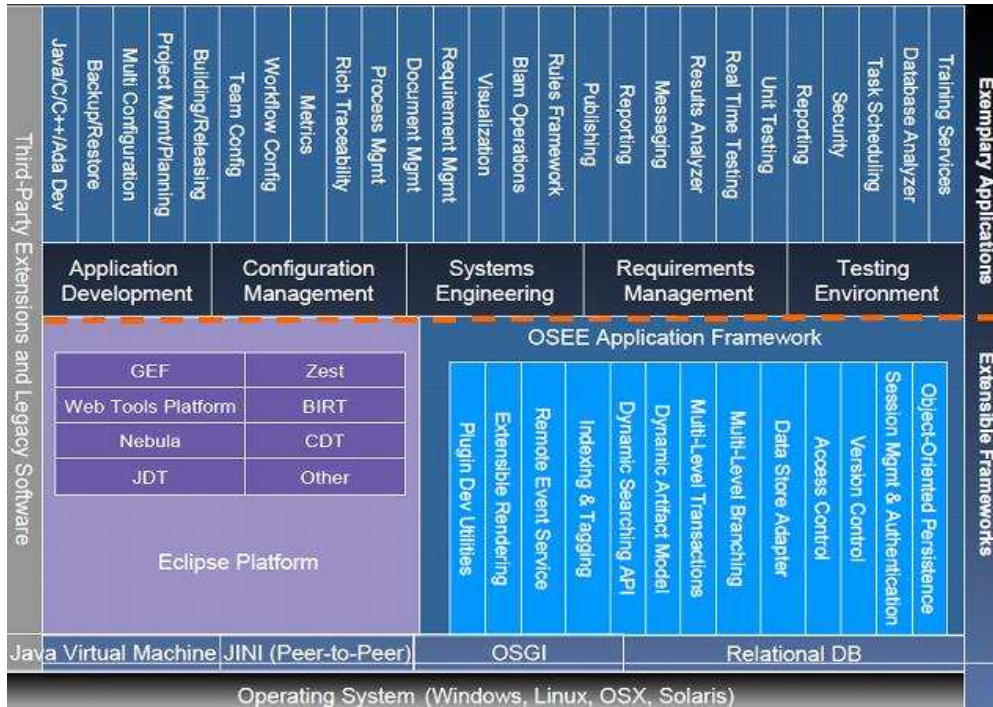 Third-Party Extensions and Legacy Software
Java/C/C++/Ada Dev
Backup/Restore
Multi Configuration
Project Mgmt/Planning
Building/Releasing
Team Config
Workflow Config
Metrics
Rich Traceability
Process Mgmt
Document Mgmt
Requirement Mgmt
Visualization
Blam Operations
Rules Framework
Publishing
Reporting
Messaging
Results Analyzer
Real Time Testing
Unit Testing
Reporting
Security
Task Scheduling
Database Analyzer
Training Services
Exemplary Applications
Application
Development
Configuration
Management
Systems
Engineering
Requirements
Management
Testing
Environment
GEF
Zest
Web Tools Platform
BIRT
Nebula
CDT
JDT
Other
Eclipse Platform
OSEE Application Framework
Plugin Dev Utilities
Extensible Rendering
Remote Event Service
Indexing & Tagging
Dynamic Searching API
Dynamic Artifact Model
Multi-Level Transactions
Multi-Level Branching
Data Store Adapter
Access Control
Version Control
Session Mgmt & Authentication
Object-Oriented Persistence
Extensible Frameworks
Java Virtual Machine
JINI (Peer-to-Peer)
OSGI
Relational DB
Operating System (Windows, Linux, OSX, Solaris)